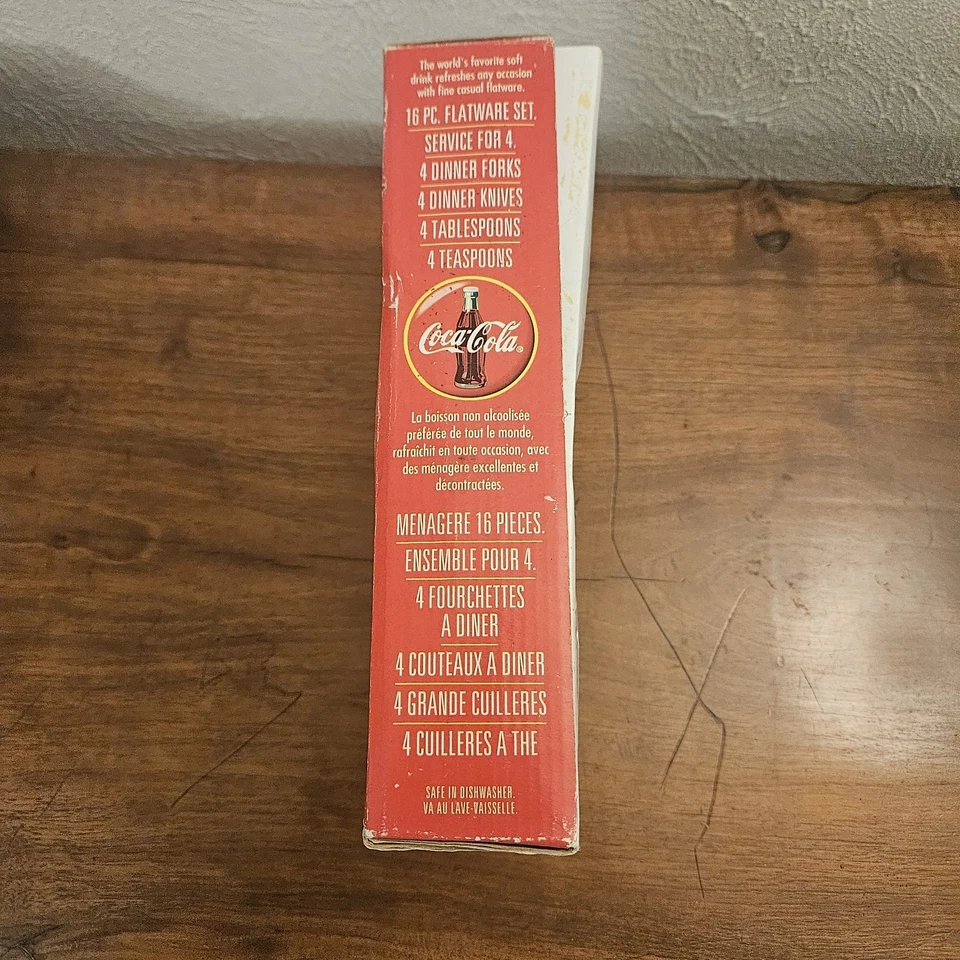 The world's favorite soft
drink refreshes any occasion
with fine casual flatware.
16 PC. FLATWARE SET.
SERVICE FOR 4.
4 DINNER FORKS
4 DINNER KNIVES
4 TABLESPOONS
4 TEASPOONS
Coca-Cola®
La boisson non alcoolisée
préférée de tout le monde,
rafraîchit en toute occasion, avec
des ménagère excellentes et
décontractées.
MENAGERE 16 PIECES.
ENSEMBLE POUR 4.
4 FOURCHETTES
A DINER
4 COUTEAUX A DINER
4 GRANDE CUILLERES
4 CUILLERES A THE
SAFE IN DISHWASHER.
VA AU LAVE-VAISSELLE.